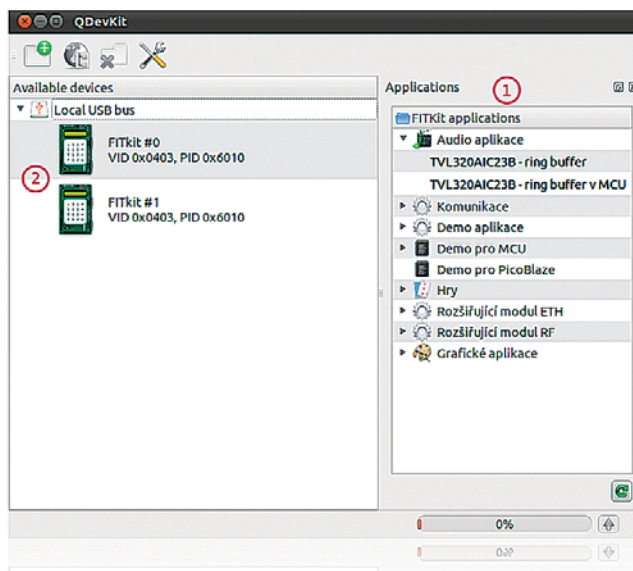 QDevKit
Available devices
Local USB bus
FITkit #0
VID 0x0403, PID 0x6010
2
FITkit #1
VID 0x0403, PID 0x6010
Applications
1
FITKit applications
Audio aplikace
TVL320AIC23B - ring buffer
TVL320AIC23B - ring buffer v MCU
Komunikace
Demo aplikace
Demo pro MCU
Demo pro PicoBlaze
Hry
Rozšiřující modul ETH
Rozšiřující modul RF
Grafické aplikace
0%